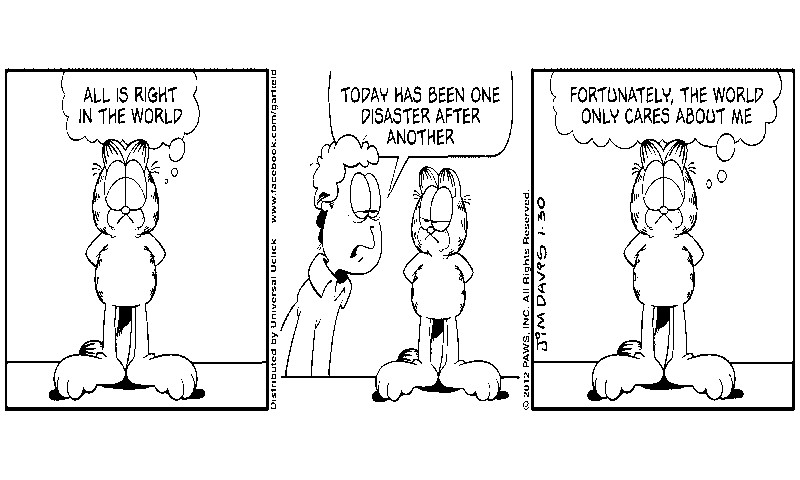 ALL IS RIGHT
IN THE WORLD
Distributed by Universal Uclick www.facebook.com/garfield
TODAY HAS BEEN ONE
DISASTER AFTER
ANOTHER
© 2012 PAWS, INC. All Rights Reserved.
JIM DAVIS 1·30
FORTUNATELY, THE WORLD
ONLY CARES ABOUT ME